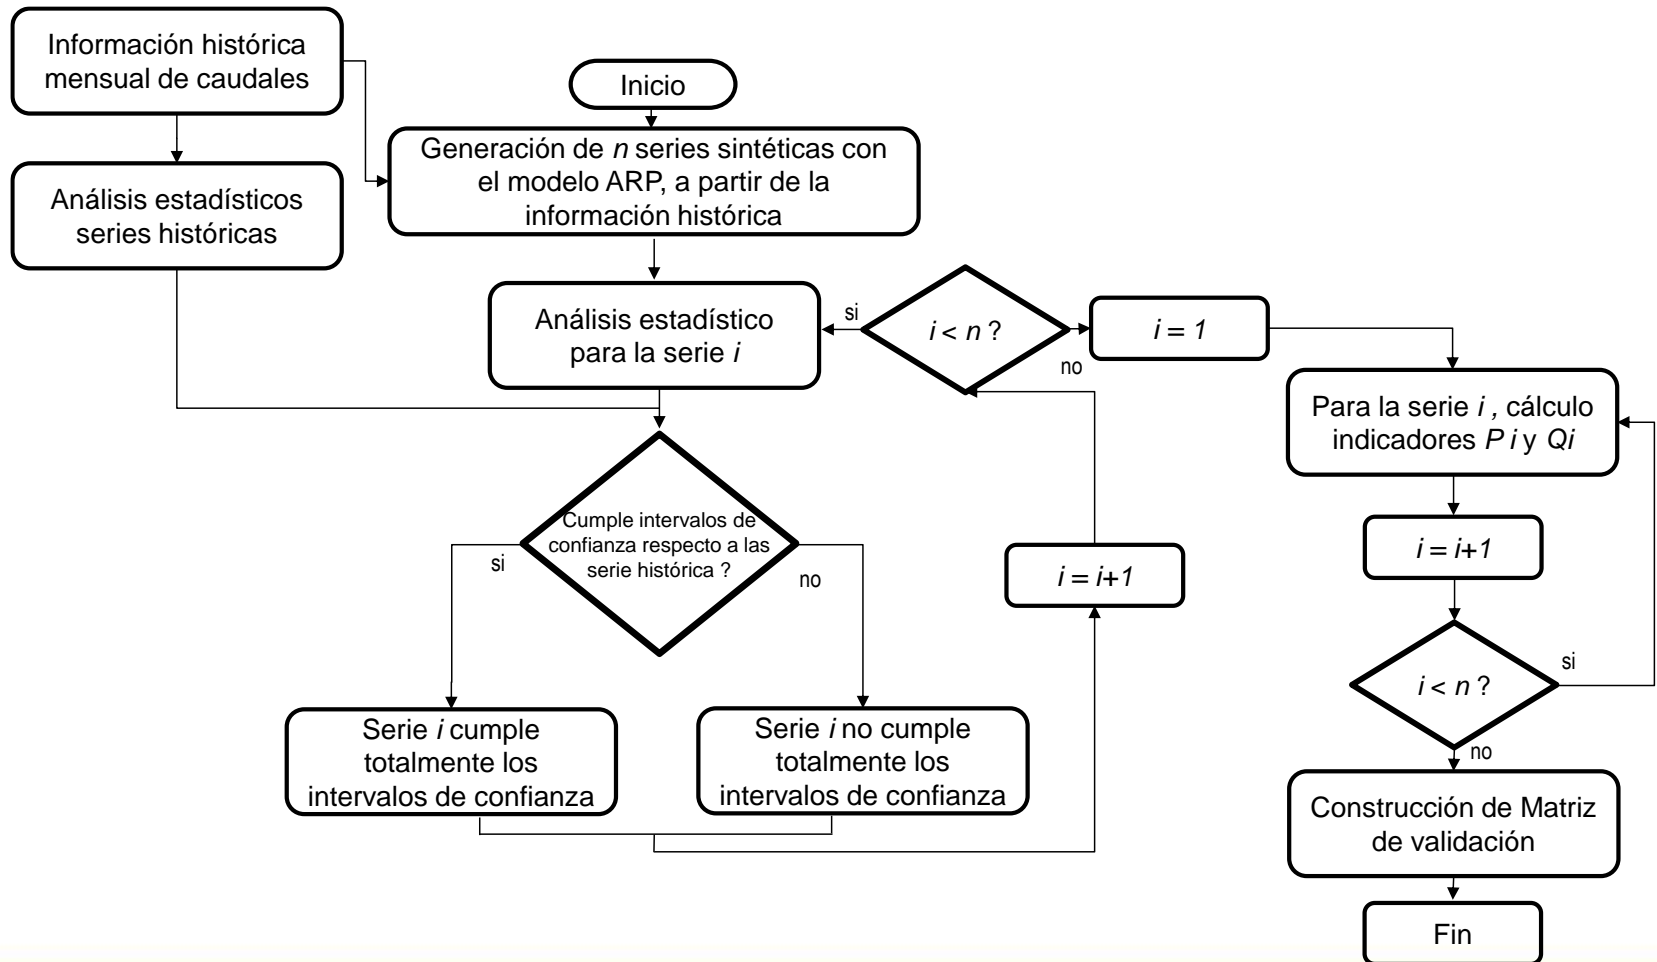 Información histórica
mensual de caudales
Inicio
Generación de n series sintéticas con
el modelo ARP, a partir de la
información histórica
Análisis estadísticos
series históricas
Análisis estadístico
para la serie i
si
i < n ?
no
i = 1
Para la serie i , cálculo
indicadores P i y Qi
Cumple intervalos de
confianza respecto a las
serie histórica ?
si
no
i = i+1
i = i+1
i < n ?
si
no
Serie i cumple
totalmente los
intervalos de confianza
Serie i no cumple
totalmente los
intervalos de confianza
Construcción de Matriz
de validación
Fin